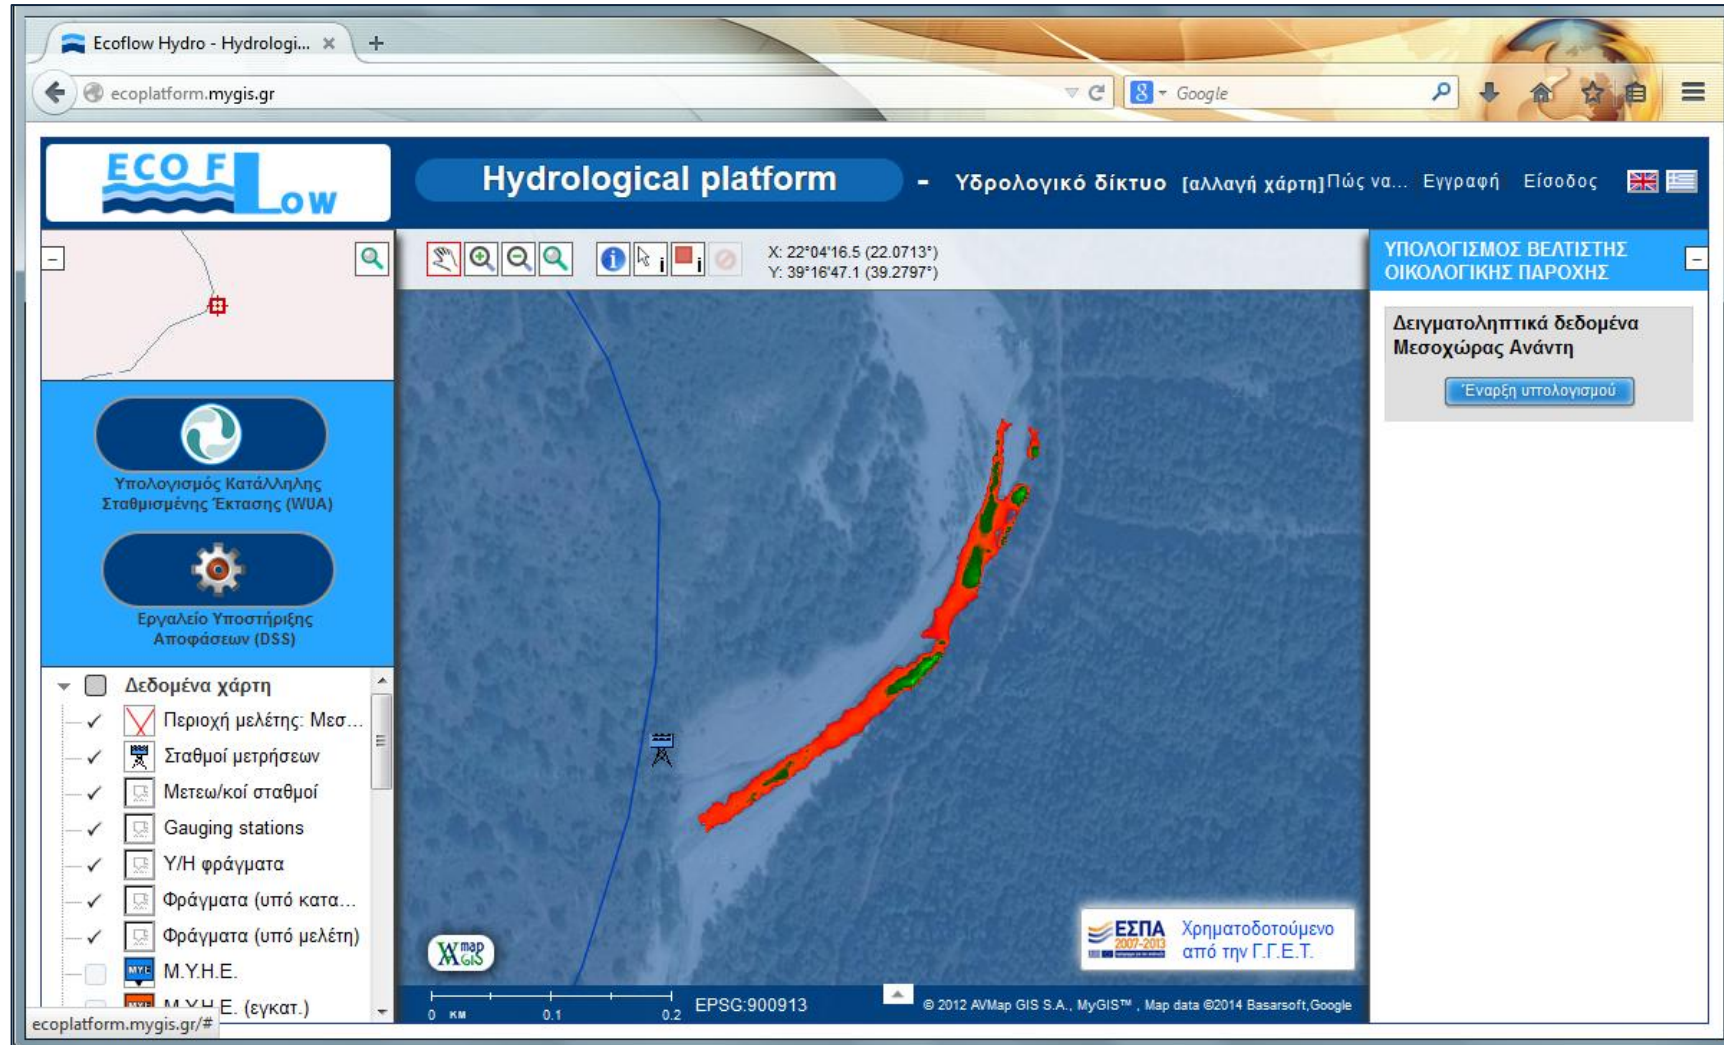 Ecoflow Hydro - Hydrologi...
ecoplatform.mygis.gr
Google
ECO FLOW
Hydrological platform - Υδρολογικό δίκτυο [αλλαγή χάρτη] Πώς να... Εγγραφή Είσοδος
X: 22°04'16.5 (22.0713°)
Y: 39°16'47.1 (39.2797°)
ΥΠΟΛΟΓΙΣΜΟΣ ΒΕΛΤΙΣΤΗΣ
ΟΙΚΟΛΟΓΙΚΗΣ ΠΑΡΟΧΗΣ
Δειγματοληπτικά δεδομένα
Μεσοχώρας Ανάντη
Έναρξη υπολογισμού
Υπολογισμός Κατάλληλης
Σταθμισμένης Έκτασης (WUA)
Εργαλείο Υποστήριξης
Αποφάσεων (DSS)
Δεδομένα χάρτη
Περιοχή μελέτης: Μεσ...
Σταθμοί μετρήσεων
Μετεω/κοί σταθμοί
Gauging stations
Υ/Η φράγματα
Φράγματα (υπό κατα...
Φράγματα (υπό μελέτη)
ΜΥΕ Μ.Υ.Η.Ε.
Μ.Υ.Η.Ε. (εγκατ.)
ecoplatform.mygis.gr/#
AVmap GIS
ΕΣΠΑ
2007-2013
Χρηματοδοτούμενο
από την Γ.Γ.Ε.Τ.
0 KM 0.1 0.2
EPSG:900913
© 2012 AVMap GIS S.A., MyGIS™ , Map data ©2014 Basarsoft,Google